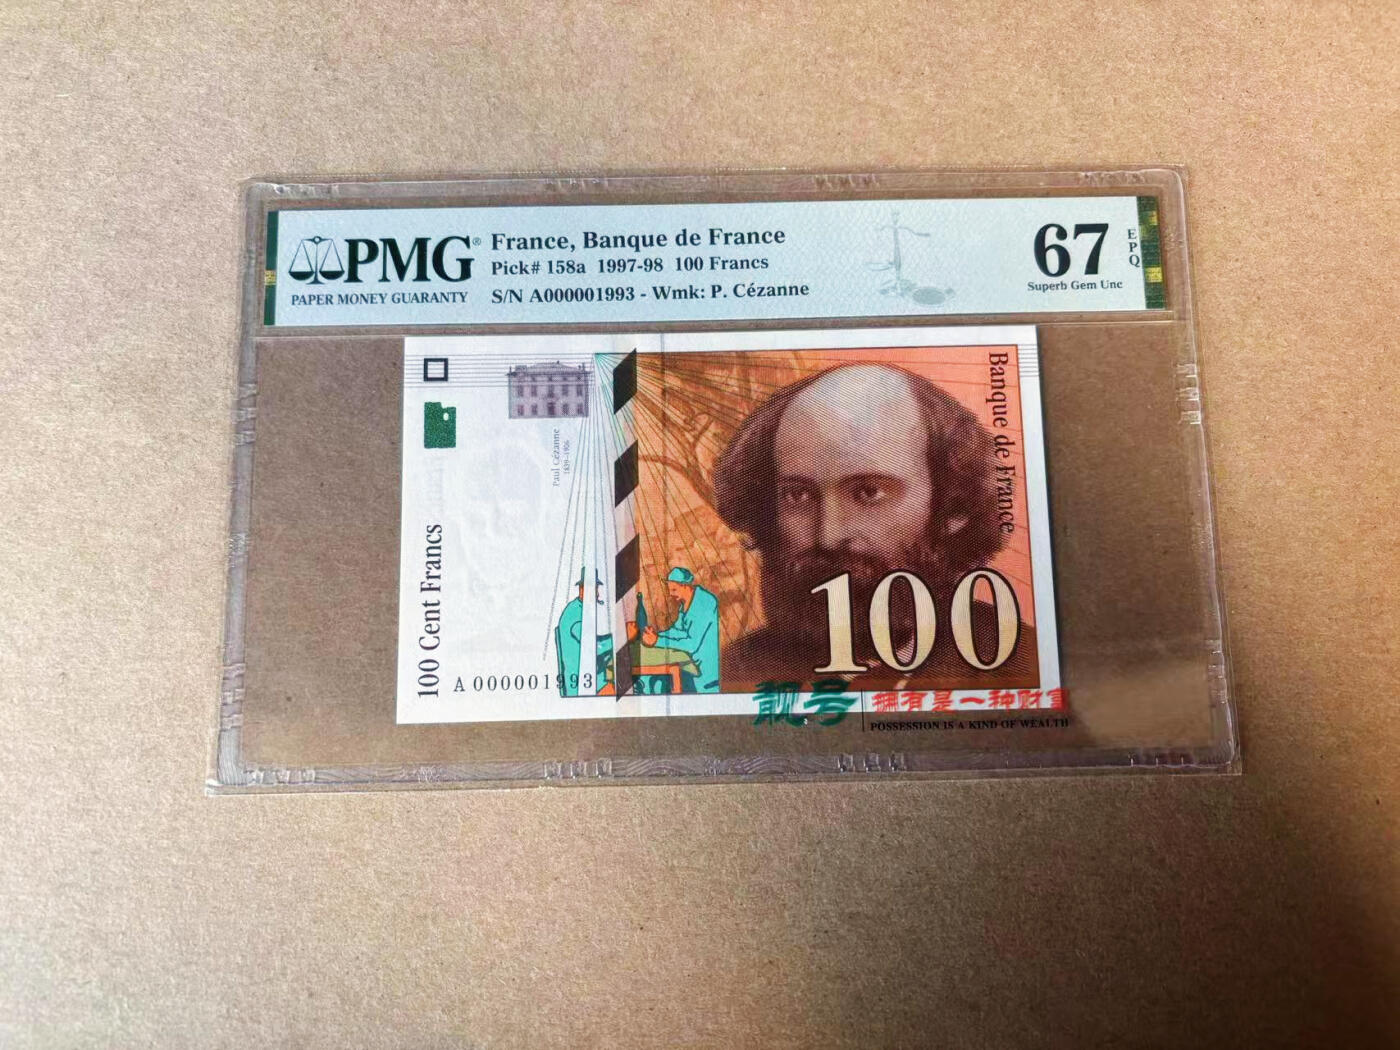 PMG®
PAPER MONEY GUARANTY
France, Banque de France
Pick# 158a 1997-98 100 Francs
S/N A000001993 - Wmk: P. Cézanne
67
EPQ
Superb Gem Unc
Banque de France
Paul Cézanne
1839-1906
100 Cent Francs
A 000001993
100
靓号
拥有是一种财富
POSSESSION IS A KIND OF WEALTH